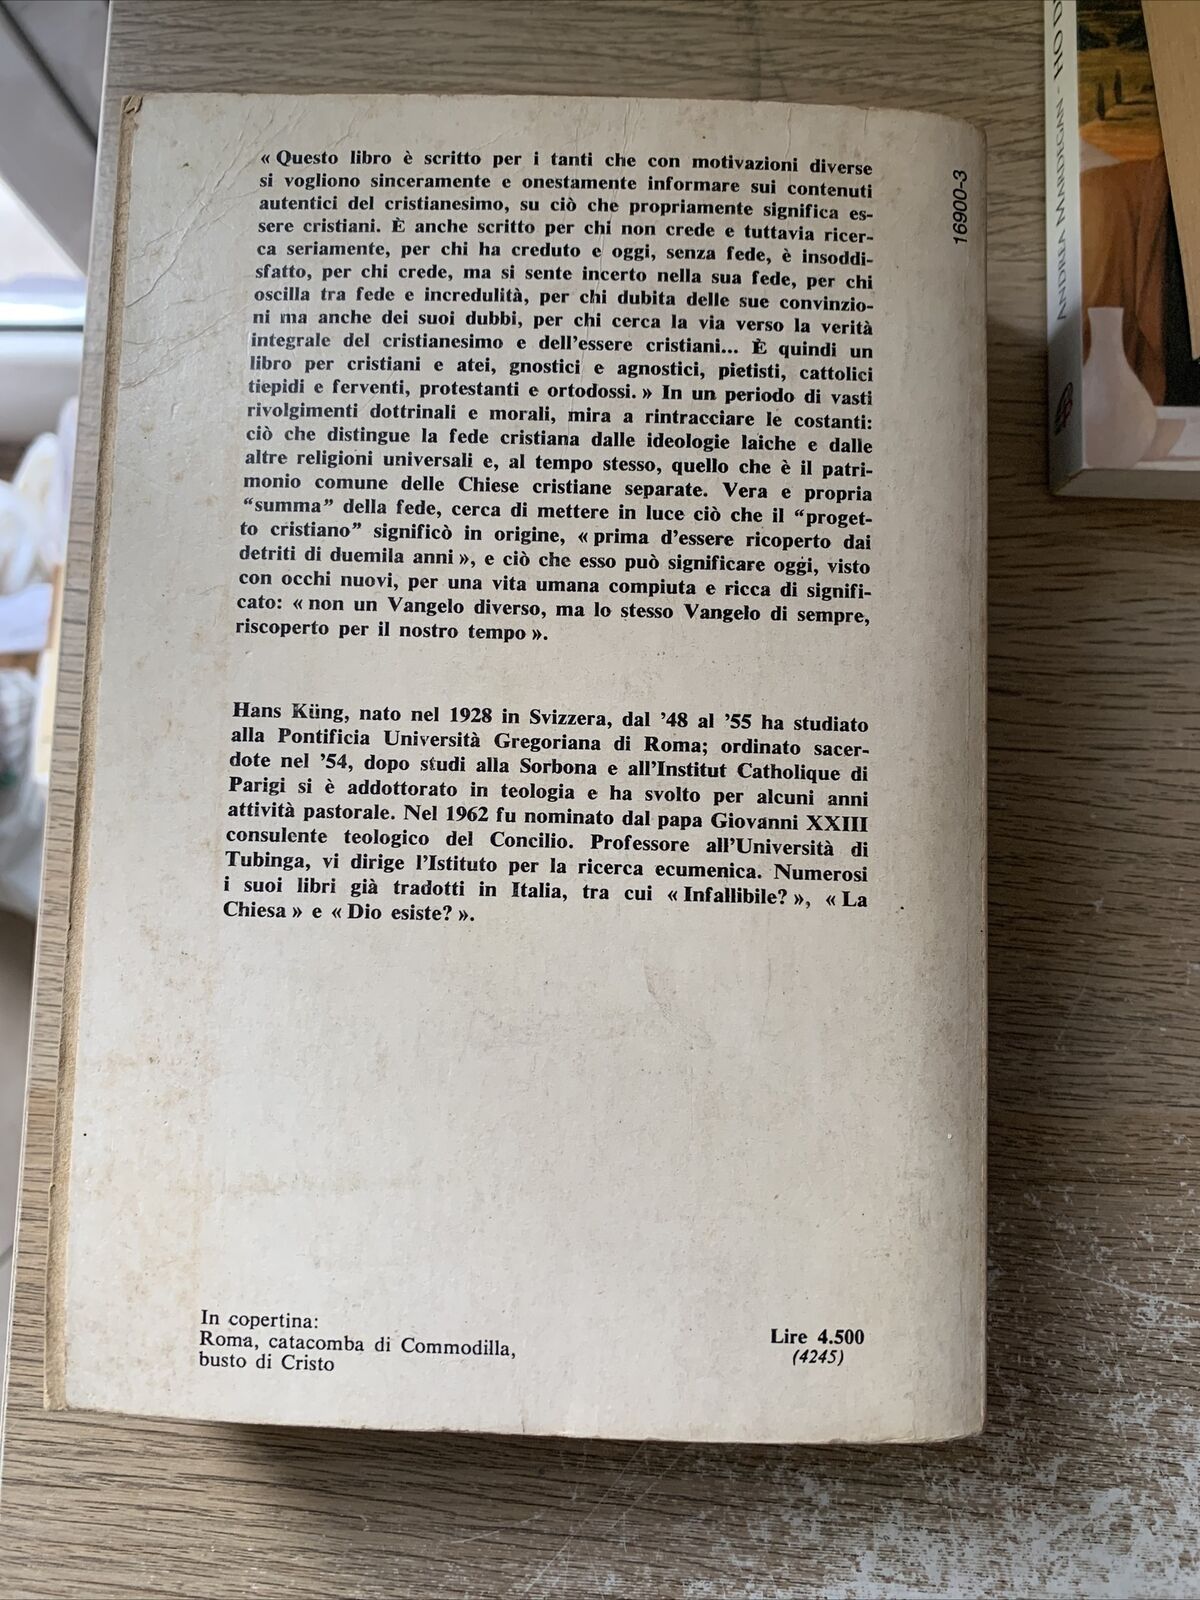 « Questo libro è scritto per i tanti che con motivazioni diverse
si vogliono sinceramente e onestamente informare sui contenuti
autentici del cristianesimo, su ciò che propriamente significa es-
sere cristiani. È anche scritto per chi non crede e tuttavia ricer-
ca seriamente, per chi ha creduto e oggi, senza fede, è insoddi-
sfatto, per chi crede, ma si sente incerto nella sua fede, per chi
oscilla tra fede e incredulità, per chi dubita delle sue convinzio-
ni ma anche dei suoi dubbi, per chi cerca la via verso la verità
integrale del cristianesimo e dell'essere cristiani... È quindi un
libro per cristiani e atei, gnostici e agnostici, pietisti, cattolici
tiepidi e ferventi, protestanti e ortodossi. » In un periodo di vasti
rivolgimenti dottrinali e morali, mira a rintracciare le costanti:
ciò che distingue la fede cristiana dalle ideologie laiche e dalle
altre religioni universali e, al tempo stesso, quello che è il patri-
monio comune delle Chiese cristiane separate. Vera e propria
“summa” della fede, cerca di mettere in luce ciò che il “proget-
to cristiano” significò in origine, « prima d'essere ricoperto dai
detriti di duemila anni », e ciò che esso può significare oggi, visto
con occhi nuovi, per una vita umana compiuta e ricca di signifi-
cato: « non un Vangelo diverso, ma lo stesso Vangelo di sempre,
riscoperto per il nostro tempo ».
Hans Küng, nato nel 1928 in Svizzera, dal '48 al '55 ha studiato
alla Pontificia Università Gregoriana di Roma; ordinato sacer-
dote nel '54, dopo studi alla Sorbona e all'Institut Catholique di
Parigi si è addottorato in teologia e ha svolto per alcuni anni
attività pastorale. Nel 1962 fu nominato dal papa Giovanni XXIII
consulente teologico del Concilio. Professore all'Università di
Tubinga, vi dirige l'Istituto per la ricerca ecumenica. Numerosi
i suoi libri già tradotti in Italia, tra cui « Infallibile? », « La
Chiesa » e « Dio esiste? ».
In copertina:
Roma, catacomba di Commodilla,
busto di Cristo
Lire 4.500
(4245)
16900-3